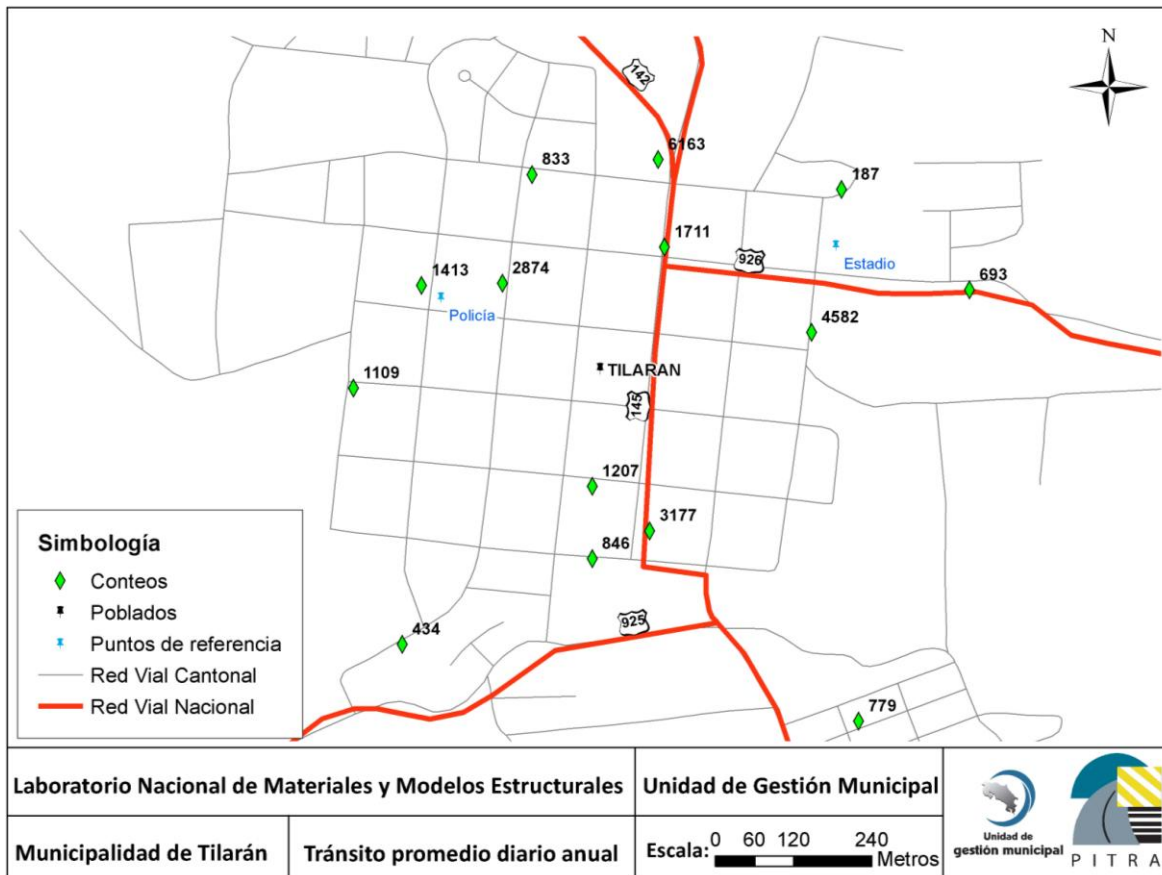 N
142
6163
833
187
1711
926
Estadio
693
1413
2874
Policía
4582
TILARAN
1109
145
1207
3177
846
925
434
779
Simbología
Conteos
Poblados
Puntos de referencia
Red Vial Cantonal
Red Vial Nacional
Laboratorio Nacional de Materiales y Modelos Estructurales
Unidad de Gestión Municipal
Municipalidad de Tilarán
Tránsito promedio diario anual
Escala: 0 60 120 240
Metros
Unidad de
gestión municipal
PITRA